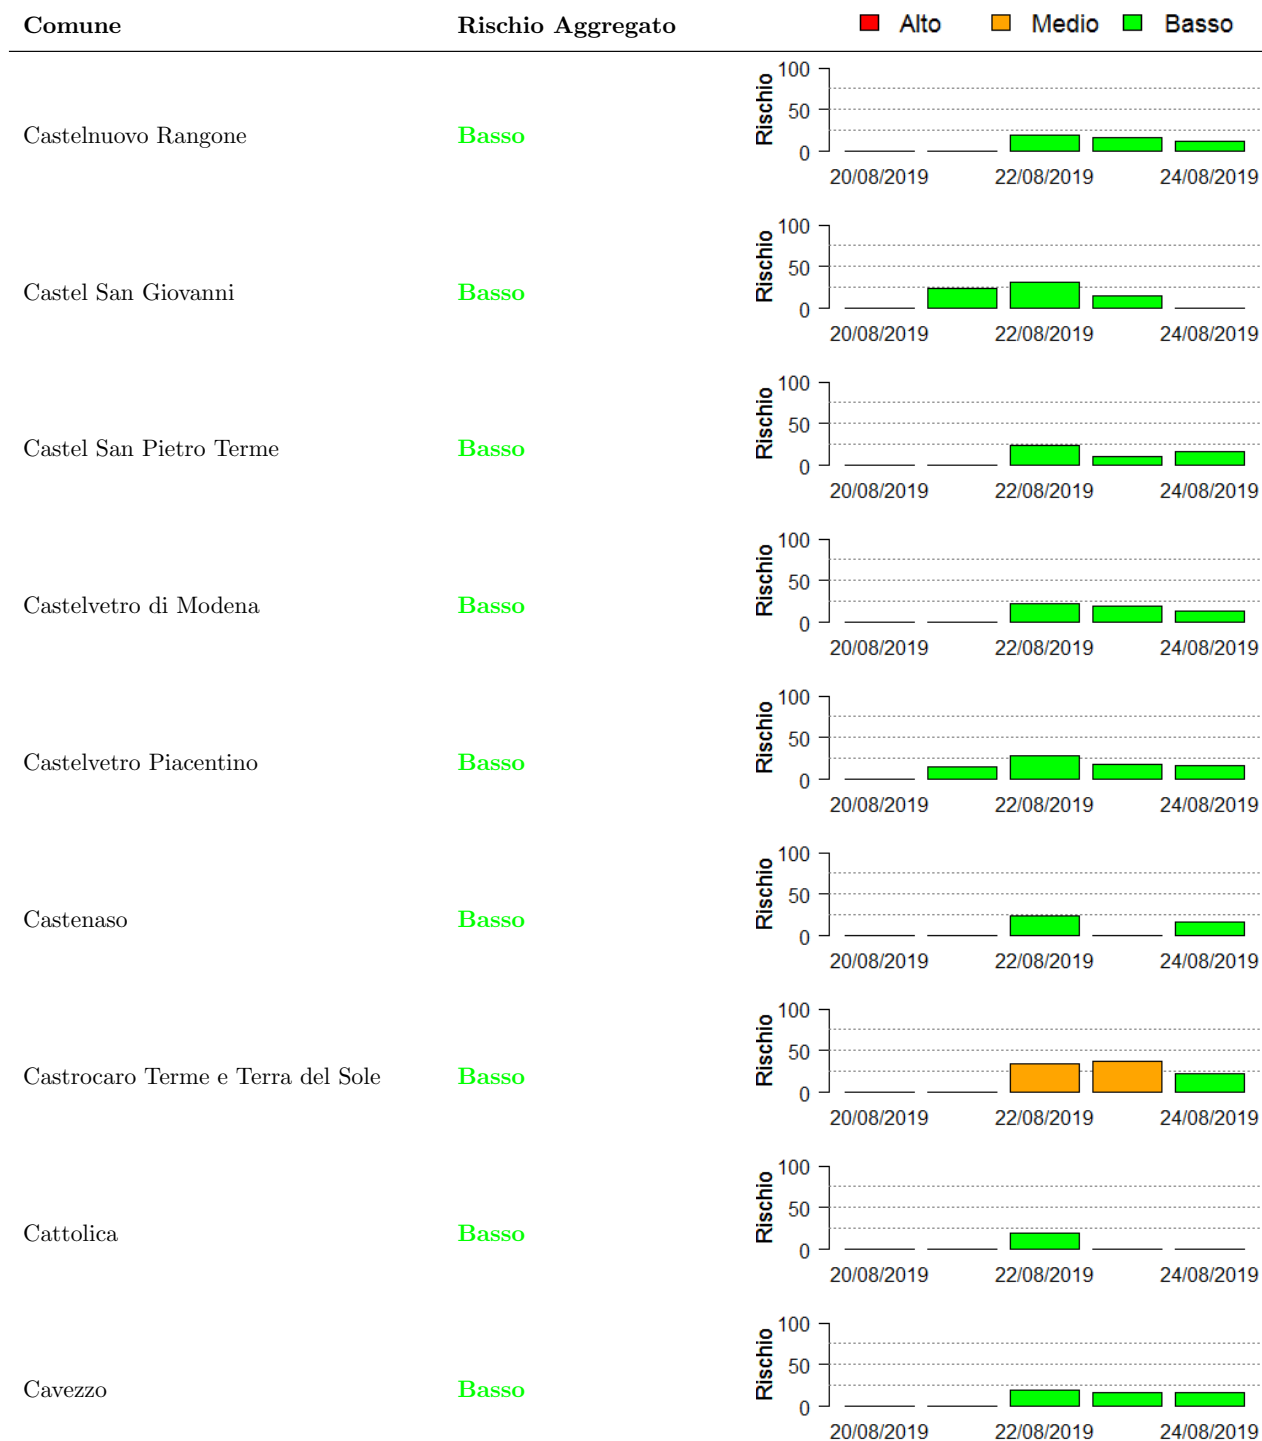 Comune Rischio Aggregato Alto Medio Basso
100
50
0
Rischio
Castelnuovo Rangone Basso
20/08/2019 22/08/2019 24/08/2019
100
50
0
Rischio
Castel San Giovanni Basso
20/08/2019 22/08/2019 24/08/2019
100
50
0
Rischio
Castel San Pietro Terme Basso
20/08/2019 22/08/2019 24/08/2019
100
50
0
Rischio
Castelvetro di Modena Basso
20/08/2019 22/08/2019 24/08/2019
100
50
0
Rischio
Castelvetro Piacentino Basso
20/08/2019 22/08/2019 24/08/2019
100
50
0
Rischio
Castenaso Basso
20/08/2019 22/08/2019 24/08/2019
100
50
0
Rischio
Castrocaro Terme e Terra del Sole Basso
20/08/2019 22/08/2019 24/08/2019
100
50
0
Rischio
Cattolica Basso
20/08/2019 22/08/2019 24/08/2019
100
50
0
Rischio
Cavezzo Basso
20/08/2019 22/08/2019 24/08/2019